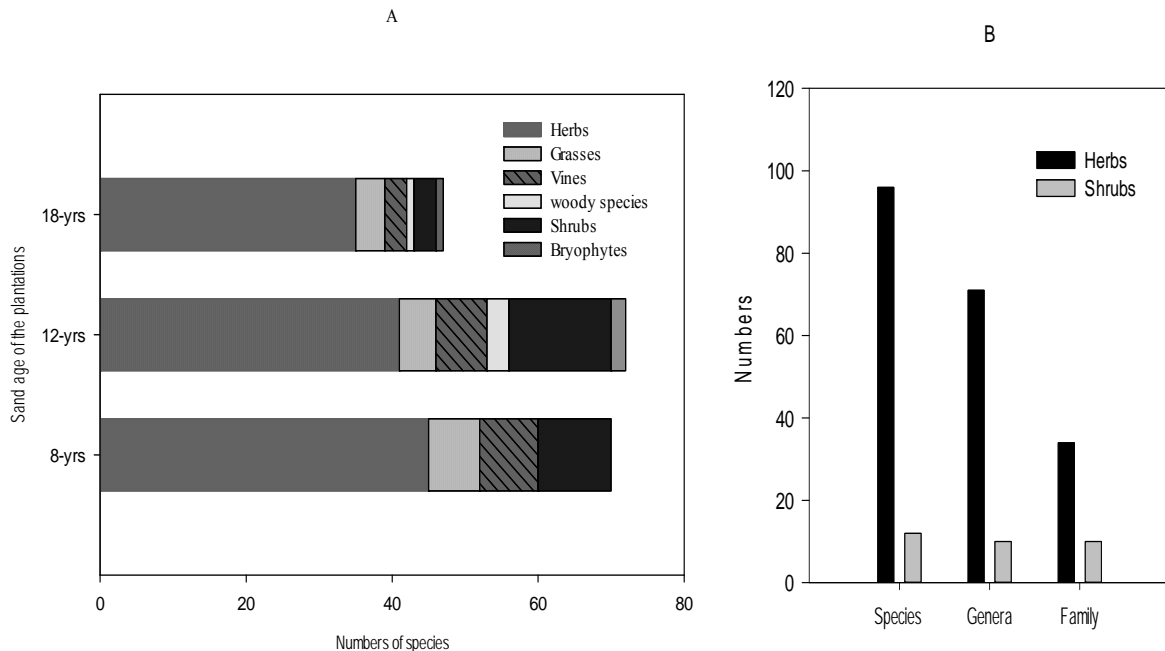 A
Sand age of the plantations
18-yrs
12-yrs
8-yrs
Herbs
Grasses
Vines
woody species
Shrubs
Bryophytes
0 20 40 60 80
Numbers of species
B
Numbers
120
100
80
60
40
20
0
Herbs
Shrubs
Species Genera Family